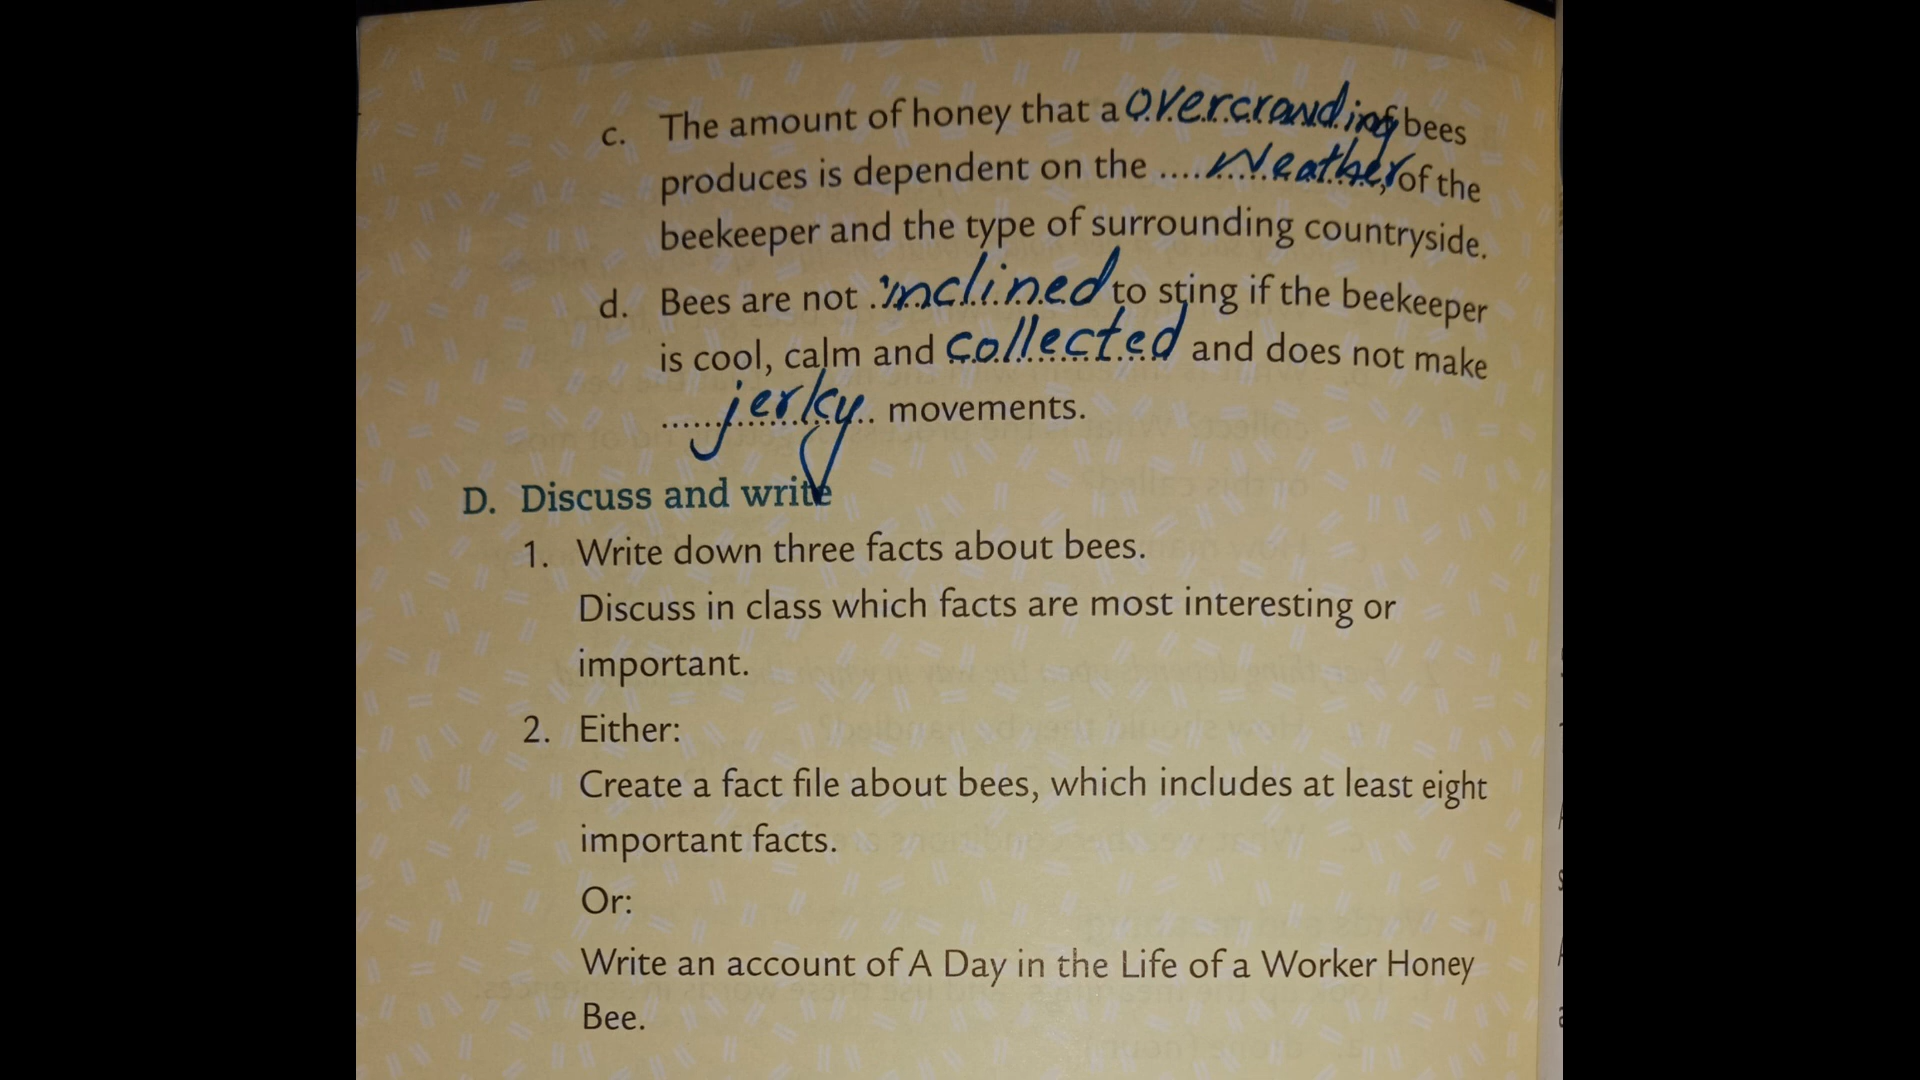 c. The amount of honey that a overcrowding of bees
produces is dependent on the .... Weather, of the
beekeeper and the type of surrounding countryside.
d. Bees are not inclined to sting if the beekeeper
is cool, calm and collected and does not make
..... jerky .. movements.
D. Discuss and write
1. Write down three facts about bees.
Discuss in class which facts are most interesting or
important.
2. Either:
Create a fact file about bees, which includes at least eight
important facts.
Or:
Write an account of A Day in the Life of a Worker Honey
Bee.